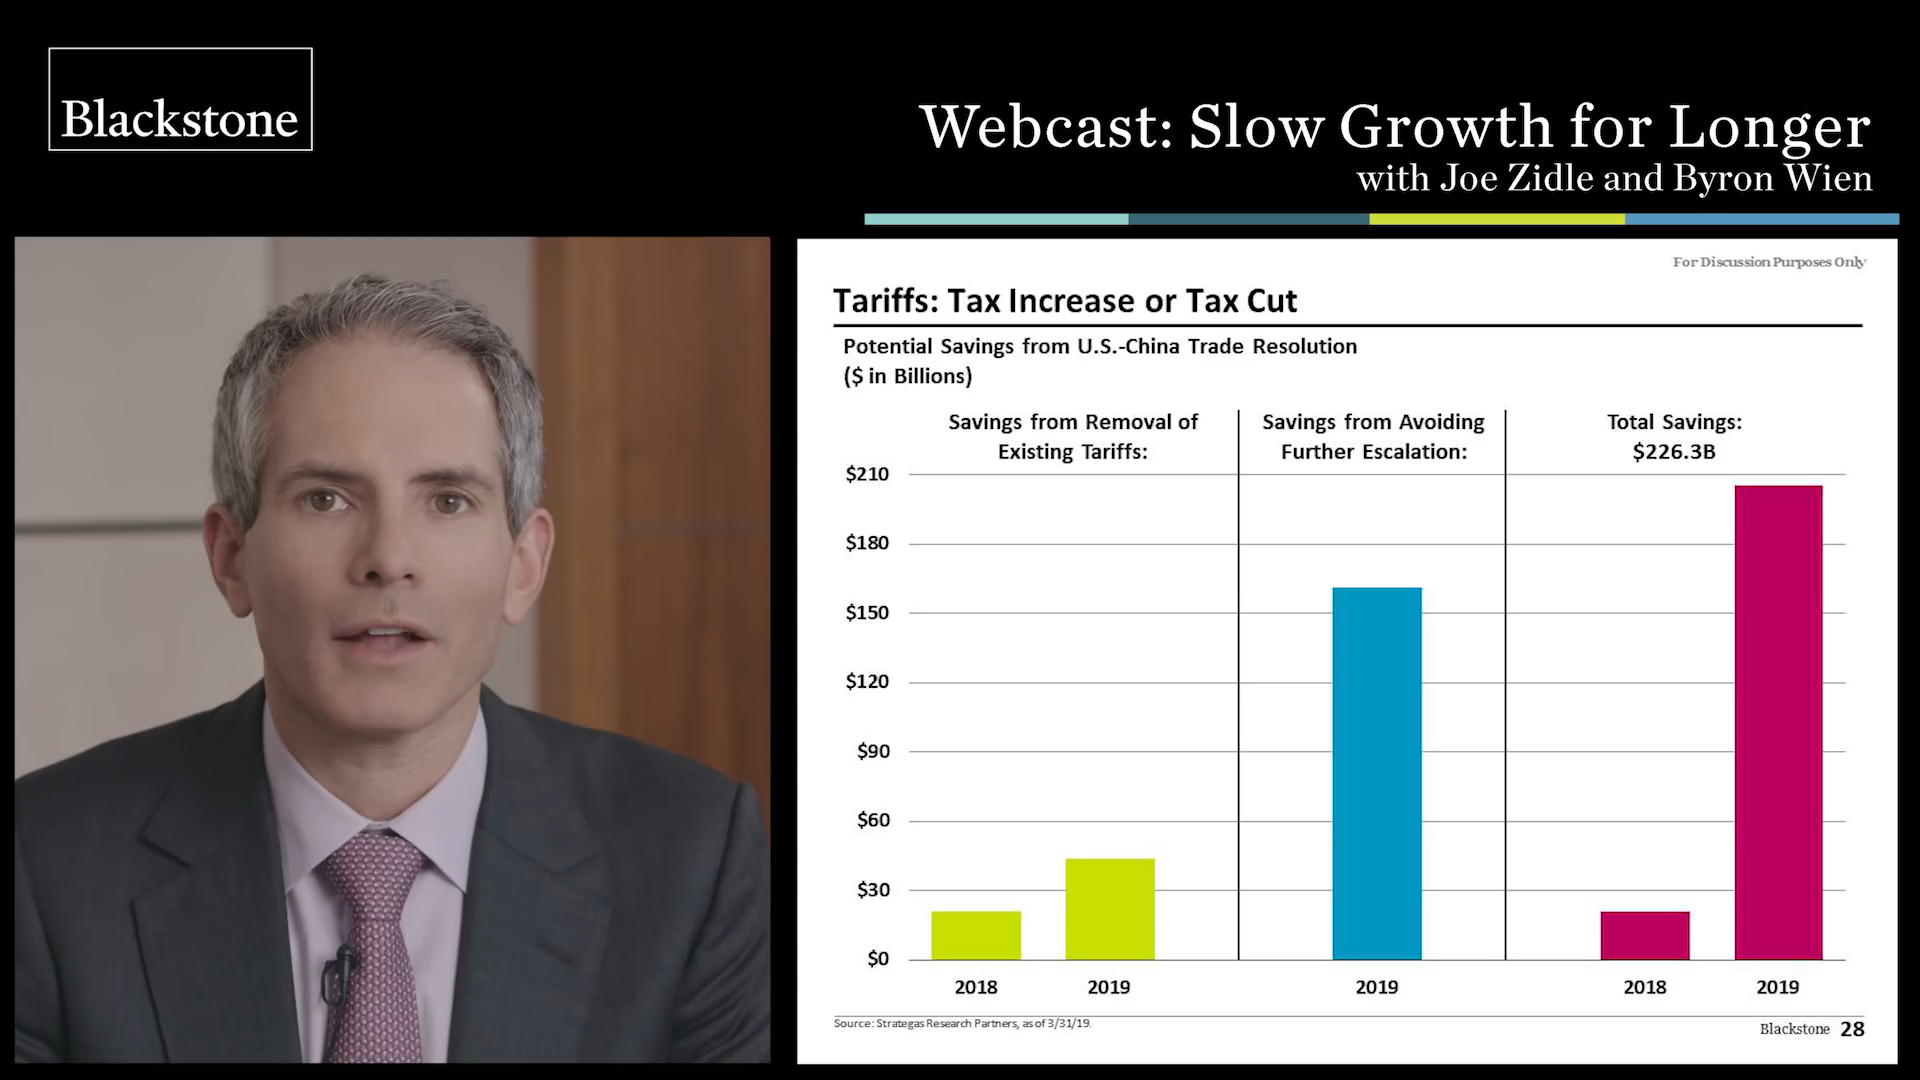 Blackstone
Webcast: Slow Growth for Longer
with Joe Zidle and Byron Wien
For Discussion Purposes Only
Tariffs: Tax Increase or Tax Cut
Potential Savings from U.S.-China Trade Resolution
($ in Billions)
Savings from Removal of
Existing Tariffs:
Savings from Avoiding
Further Escalation:
Total Savings:
$226.3B
$210
$180
$150
$120
$90
$60
$30
$0
2018
2019
2019
2018
2019
Source: Strategas Research Partners, as of 3/31/19.
Blackstone 28